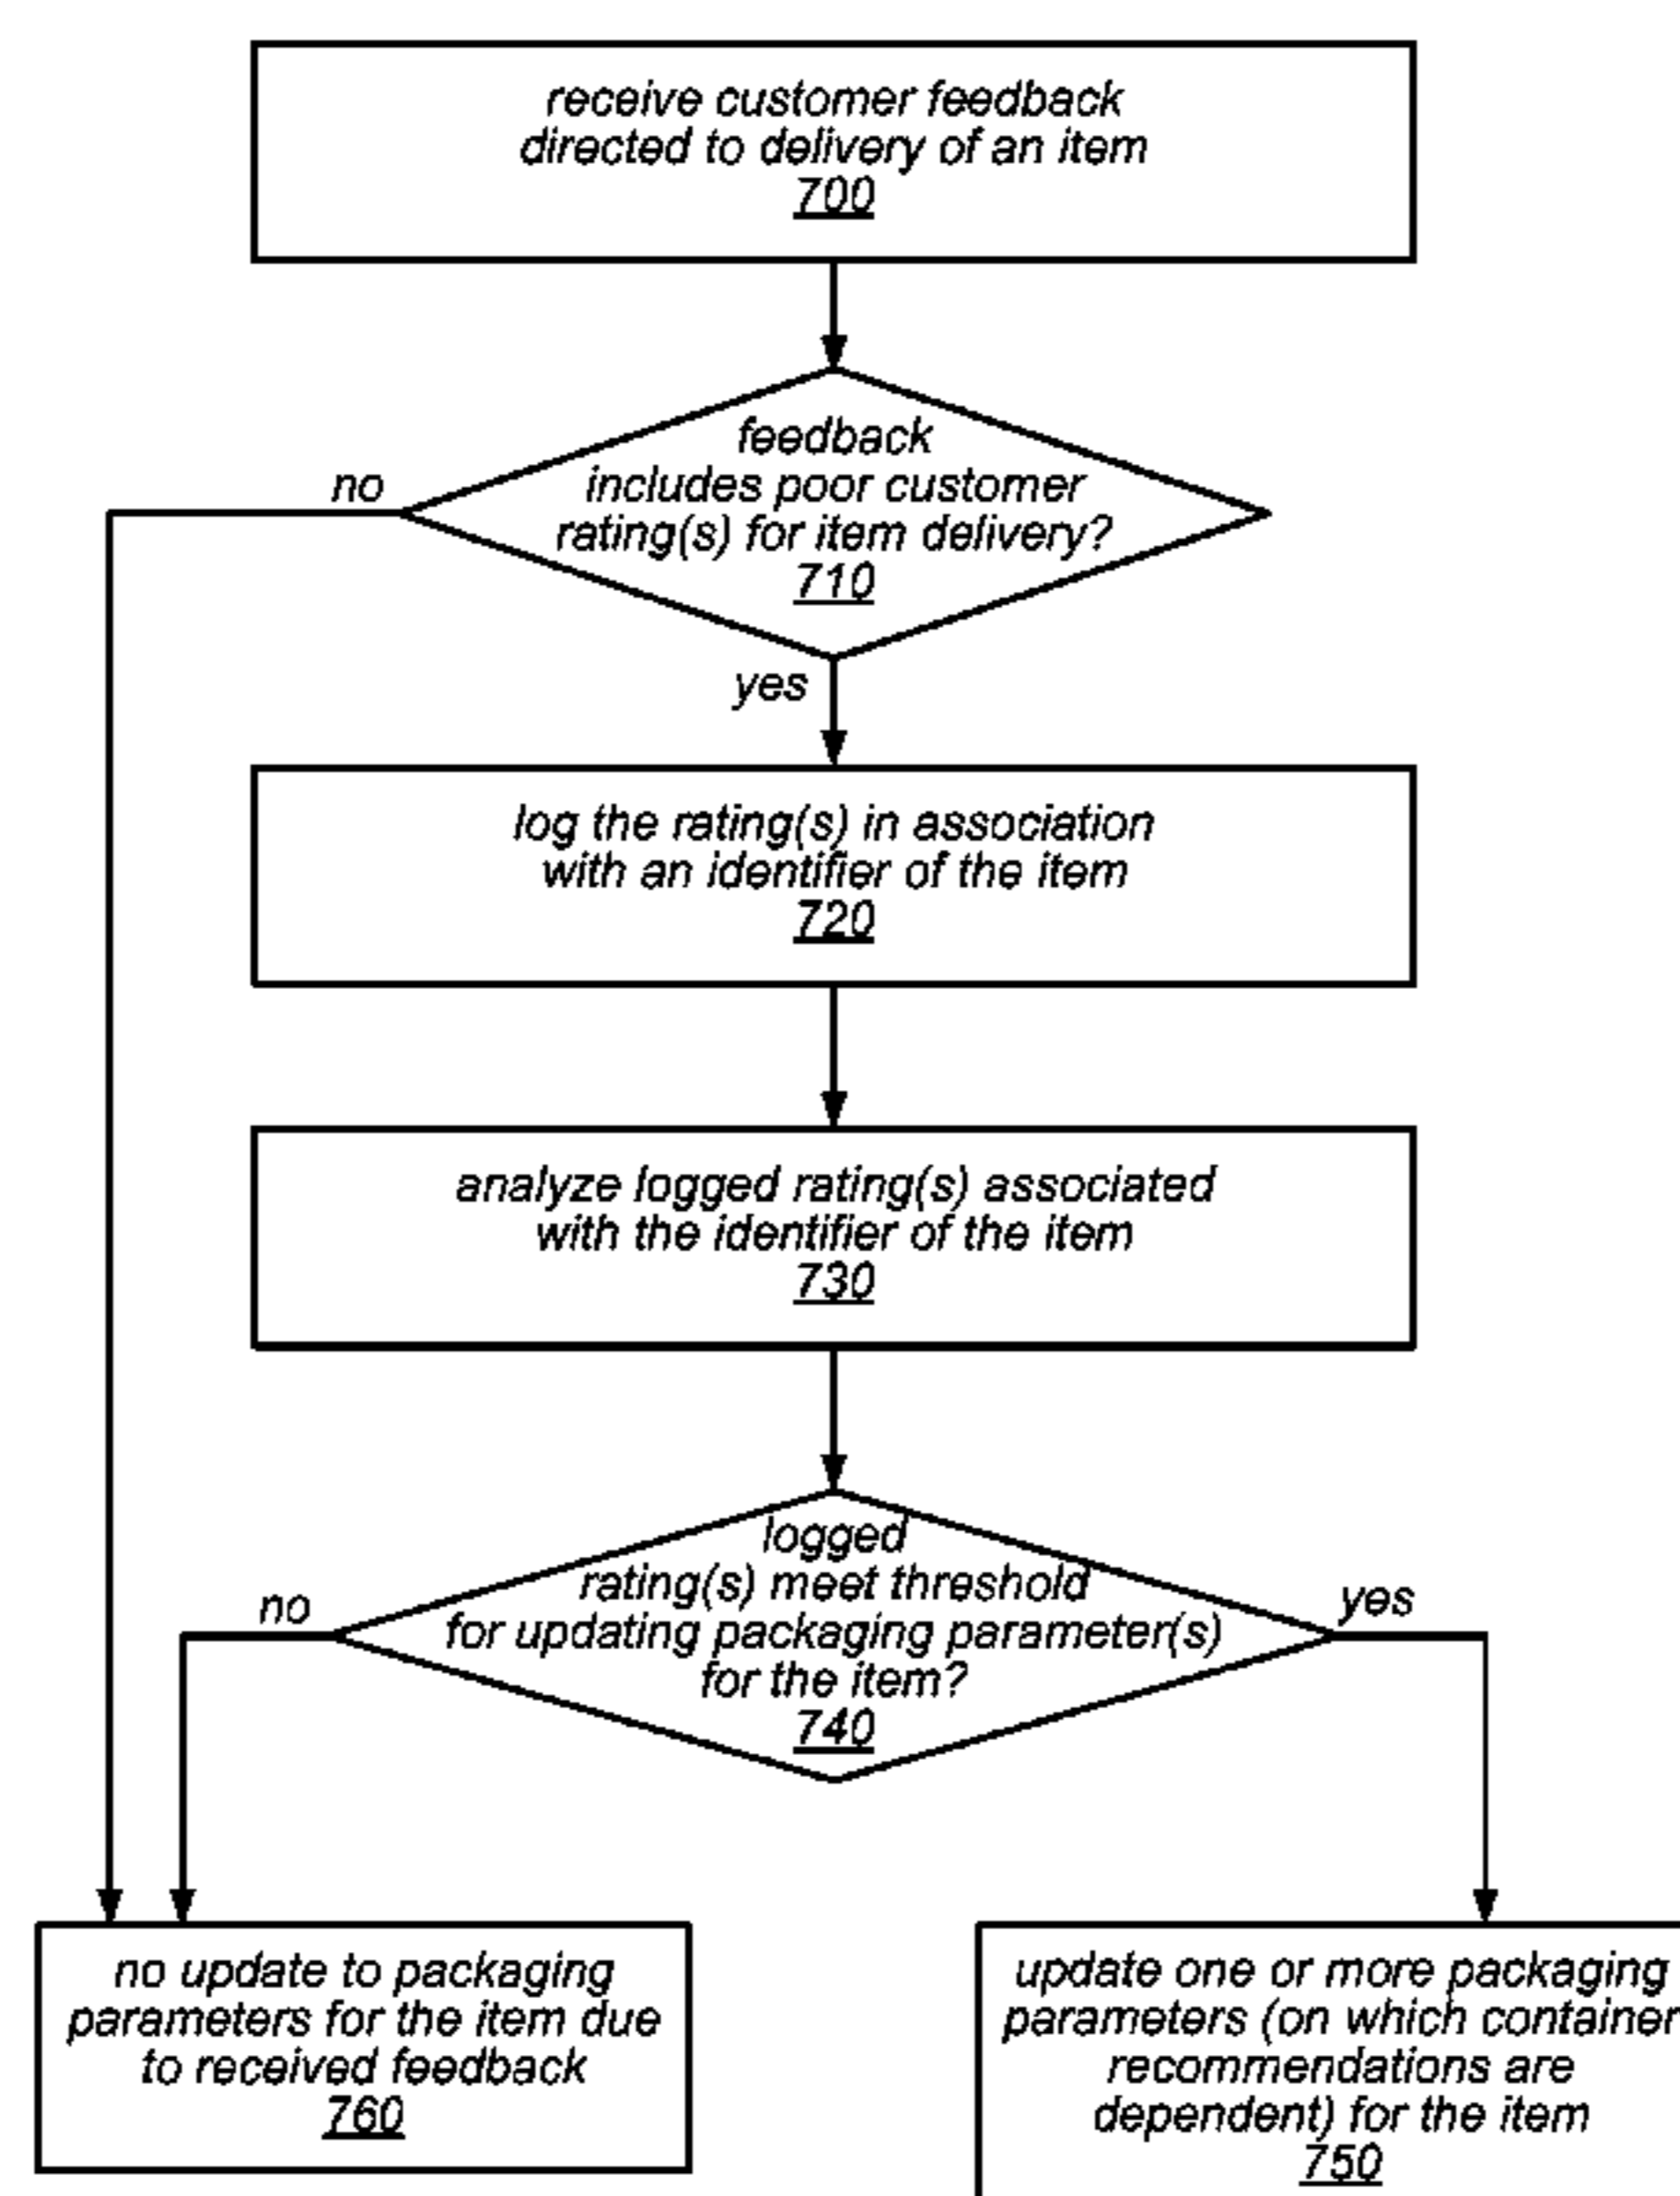 receive customer feedback
directed to delivery of an item
700
feedback
includes poor customer
rating(s) for item delivery?
710
no
yes
log the rating(s) in association
with an identifier of the item
720
analyze logged rating(s) associated
with the identifier of the item
730
logged
rating(s) meet threshold
for updating packaging parameter(s)
for the item?
740
no
yes
no update to packaging
parameters for the item due
to received feedback
760
update one or more packaging
parameters (on which container
recommendations are
dependent) for the item
750